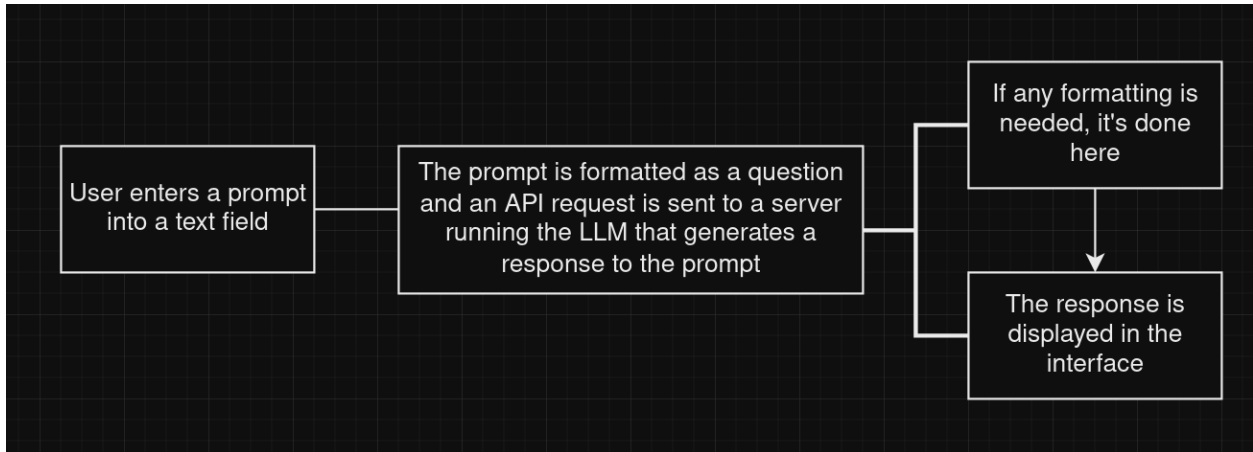 User enters a prompt
into a text field
The prompt is formatted as a question
and an API request is sent to a server
running the LLM that generates a
response to the prompt
If any formatting is
needed, it's done
here
The response is
displayed in the
interface